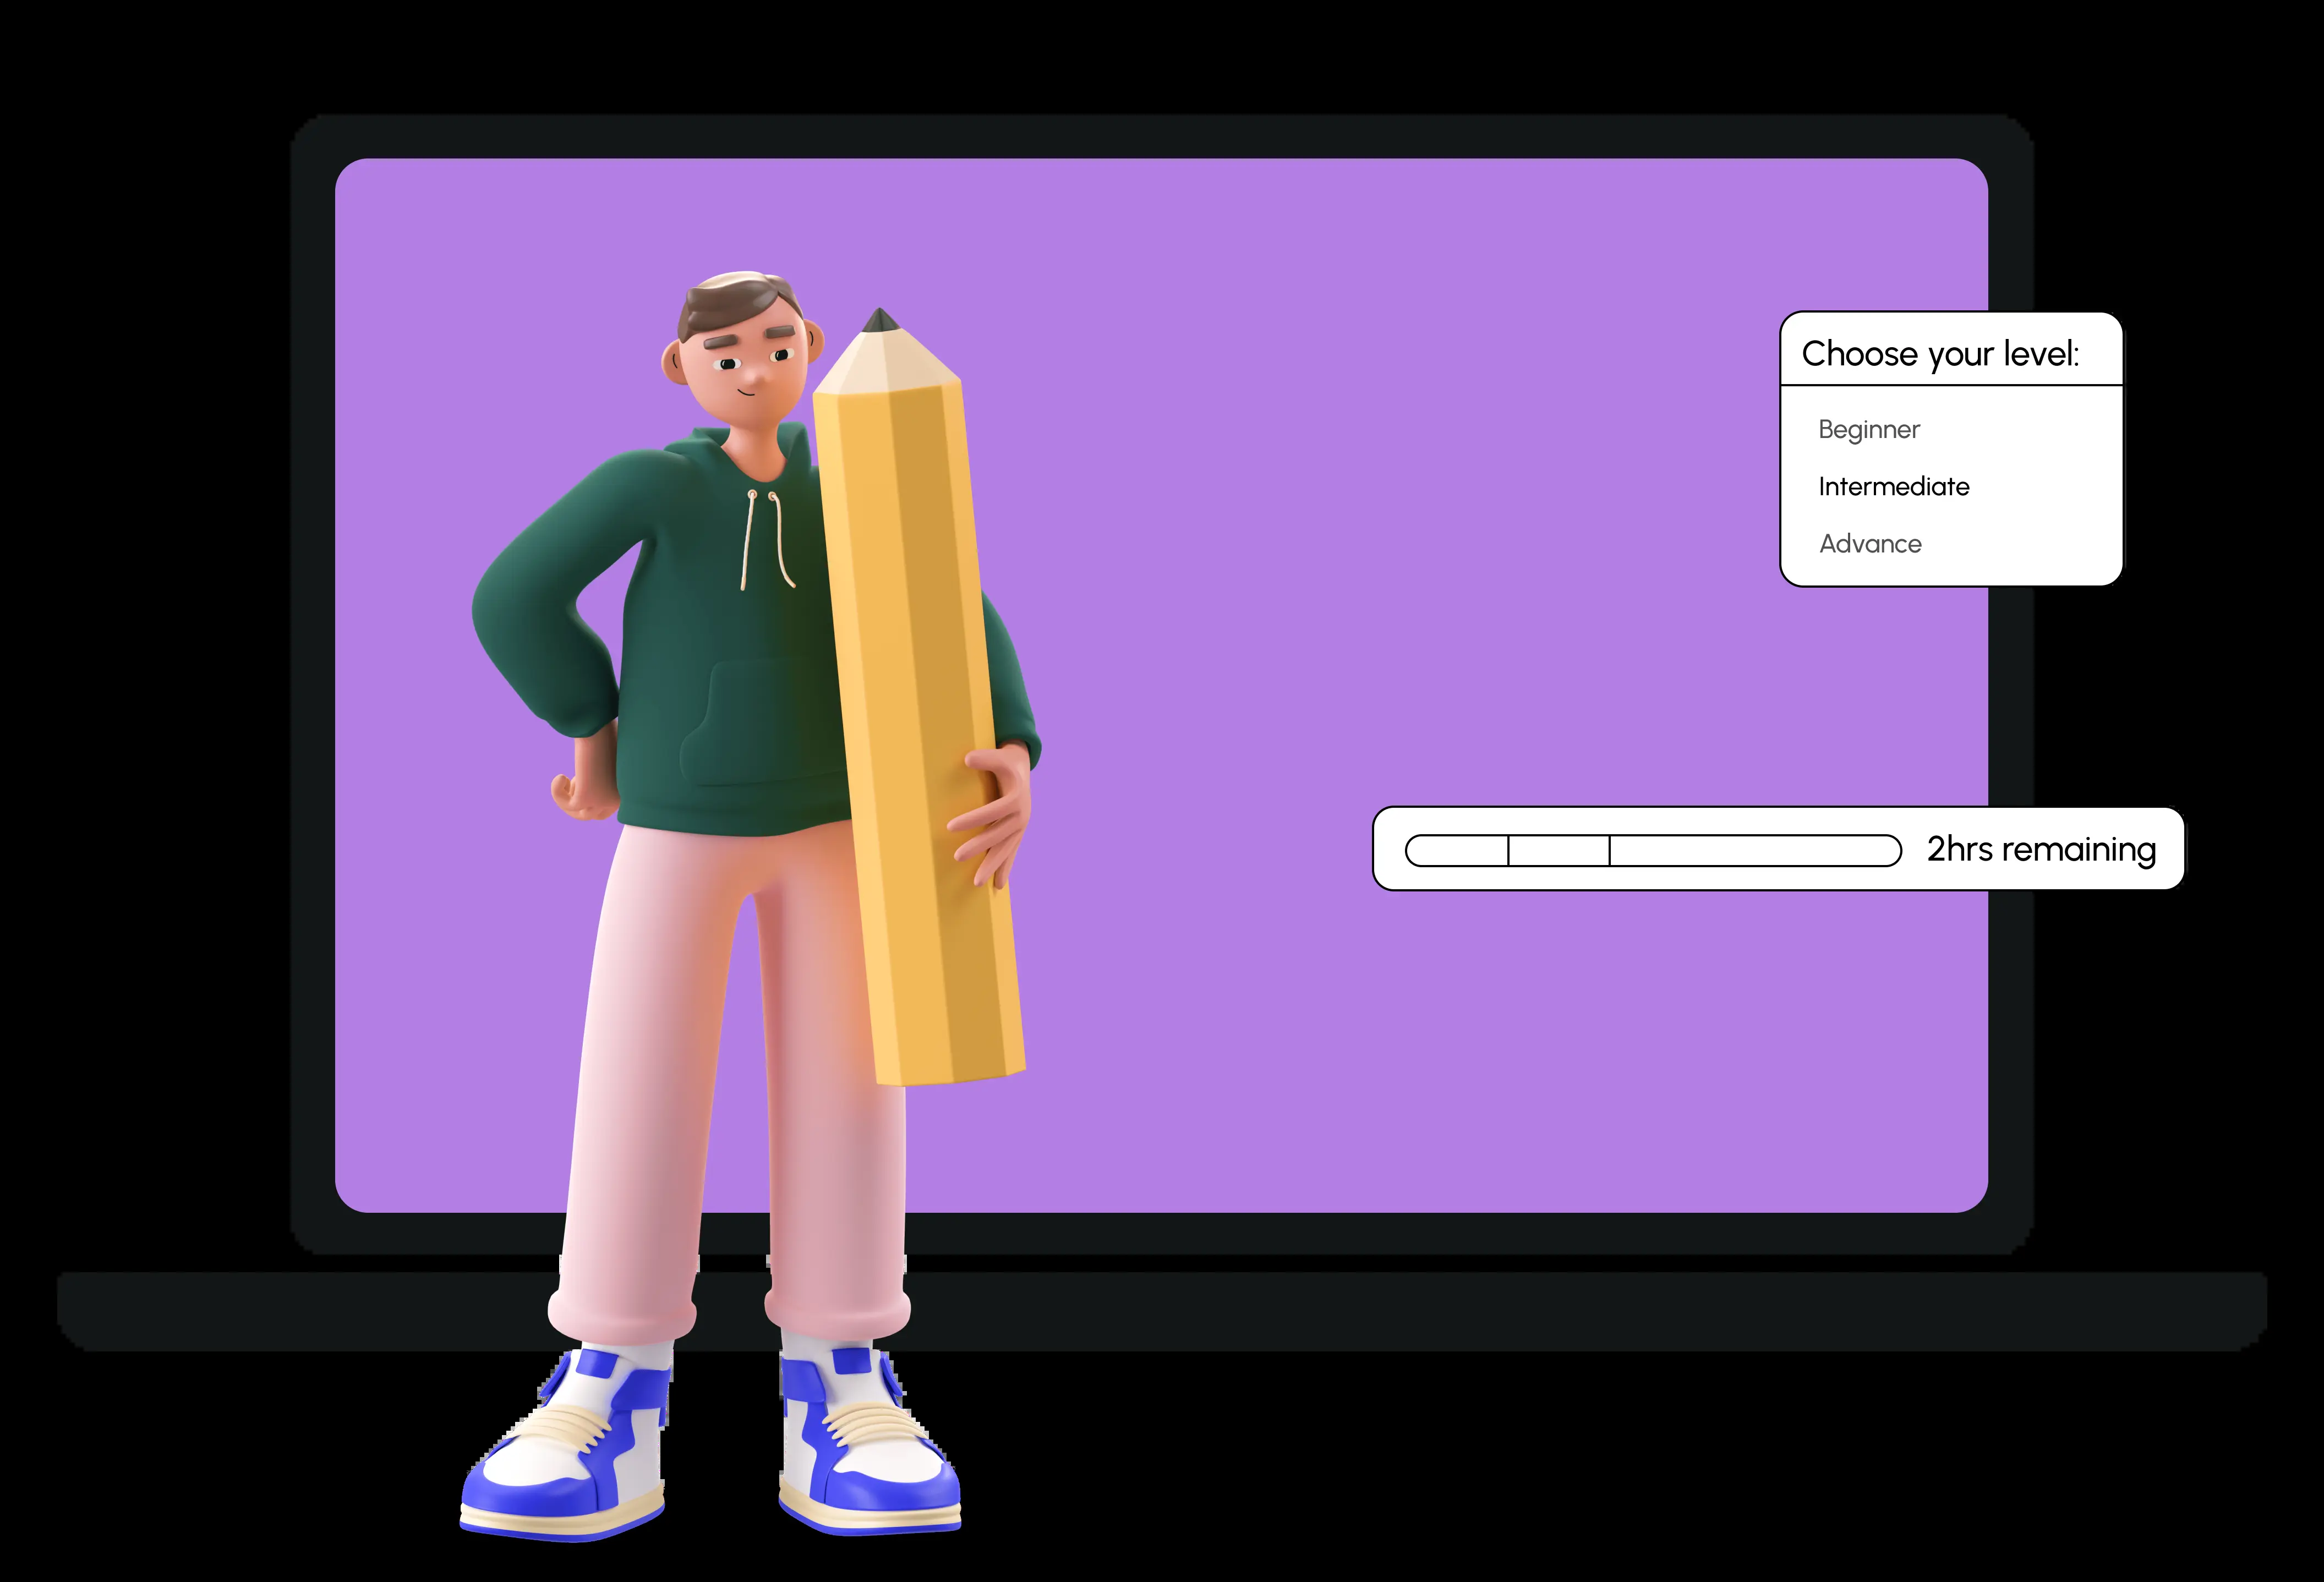 Choose your level:
Beginner
Intermediate
Advance
2hrs remaining